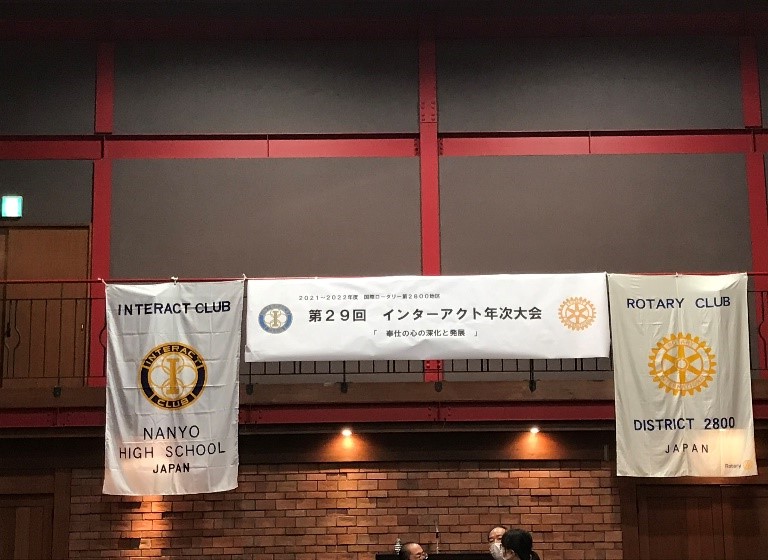 INTERACT CLUB
INTERACT
CLUB
NANYO
HIGH SCHOOL
JAPAN
2021～2022年度 国際ロータリー第2800地区
第29回 インターアクト年次大会
「 奉仕の心の深化と発展 」
ROTARY CLUB
DISTRICT 2800
JAPAN
Rotary